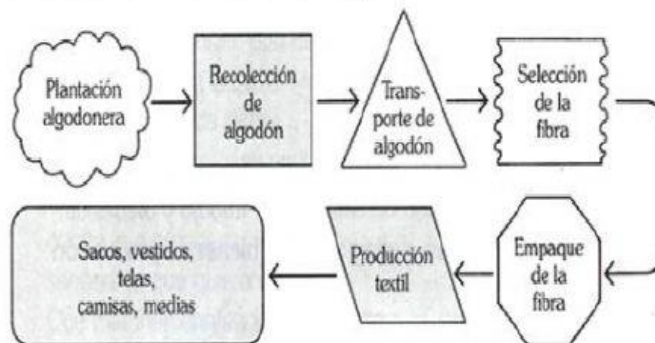 Plantación
algodonera
Recolección
de
algodón
Trans-
porte de
algodón
Selección
de la
fibra
Empaque
de la
fibra
Producción
textil
Sacos, vestidos,
telas,
camisas, medias